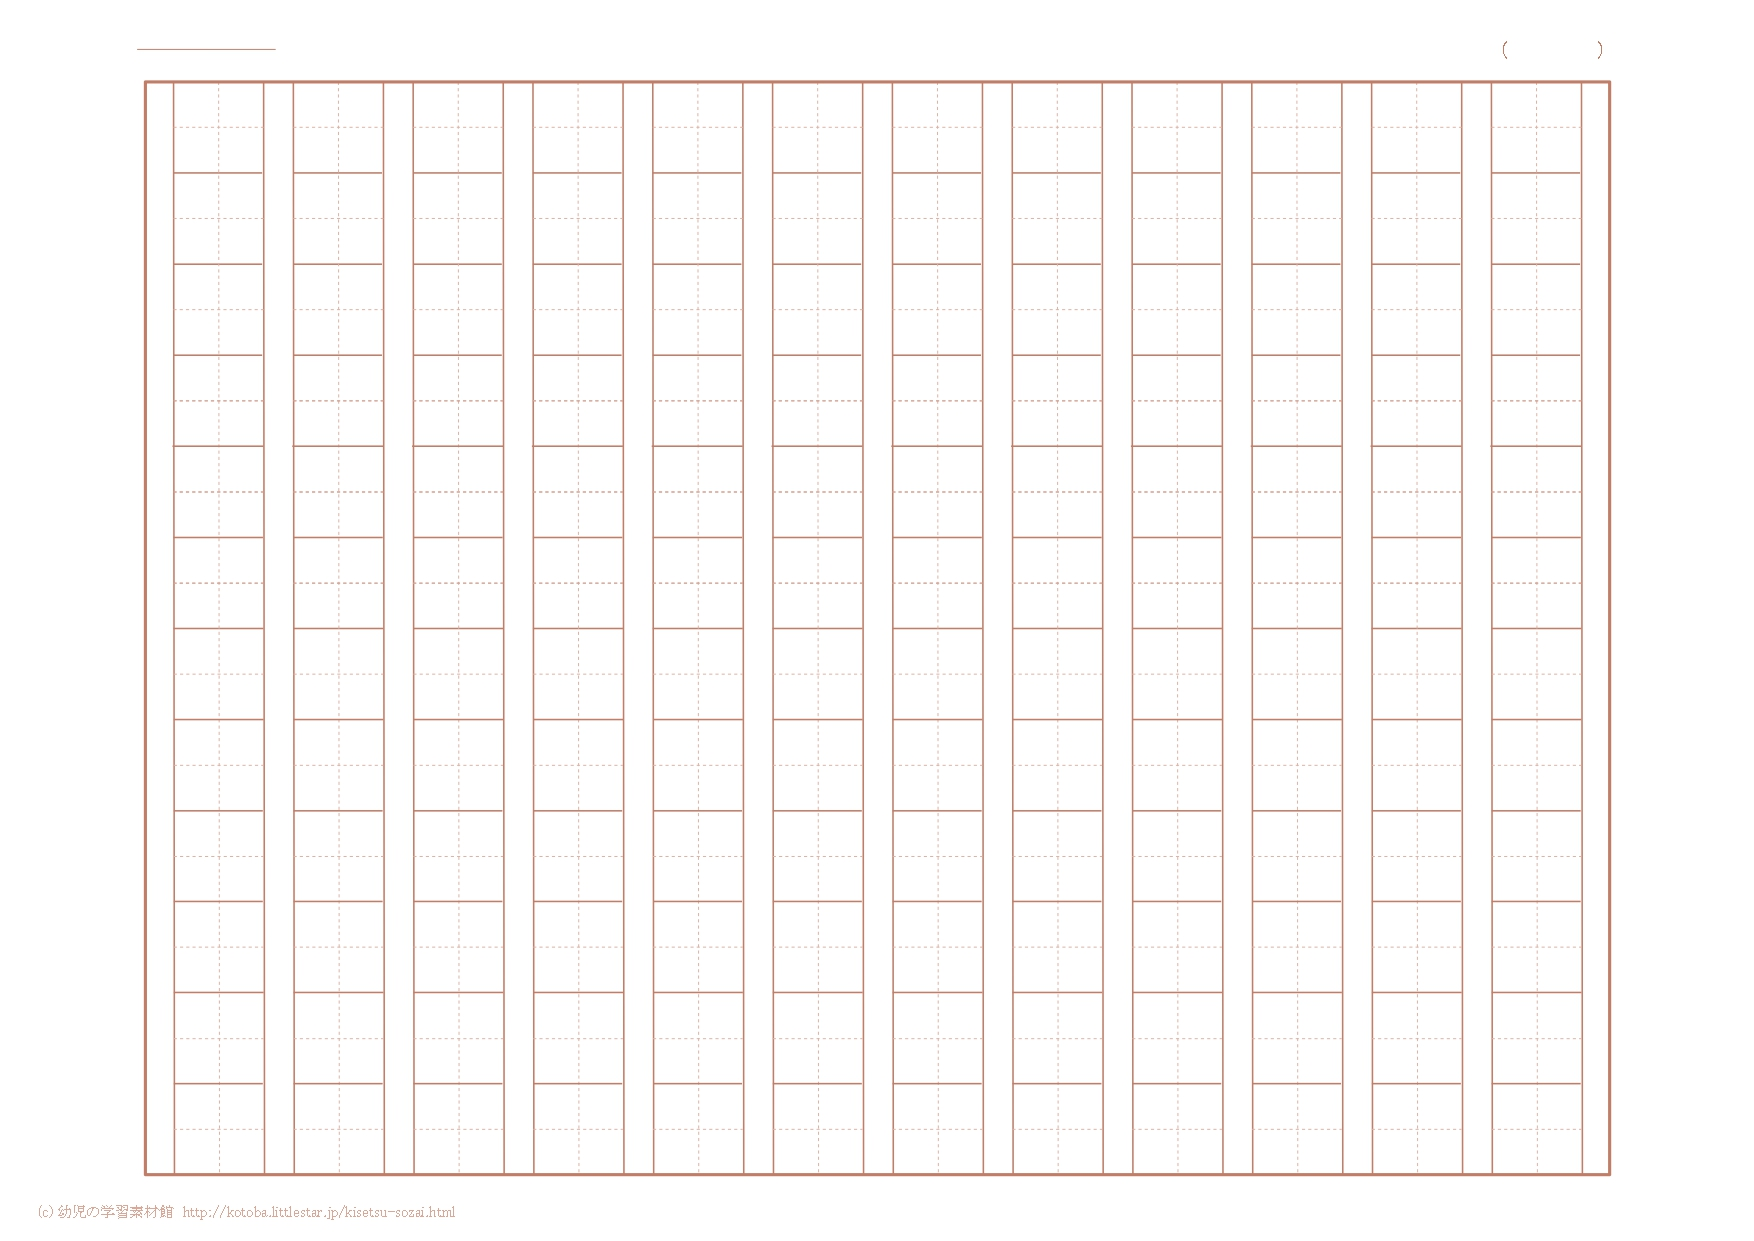 (        )
(c) 幼児の学習素材館 http://kotoba.littlestar.jp/kisetsu-sozai.html